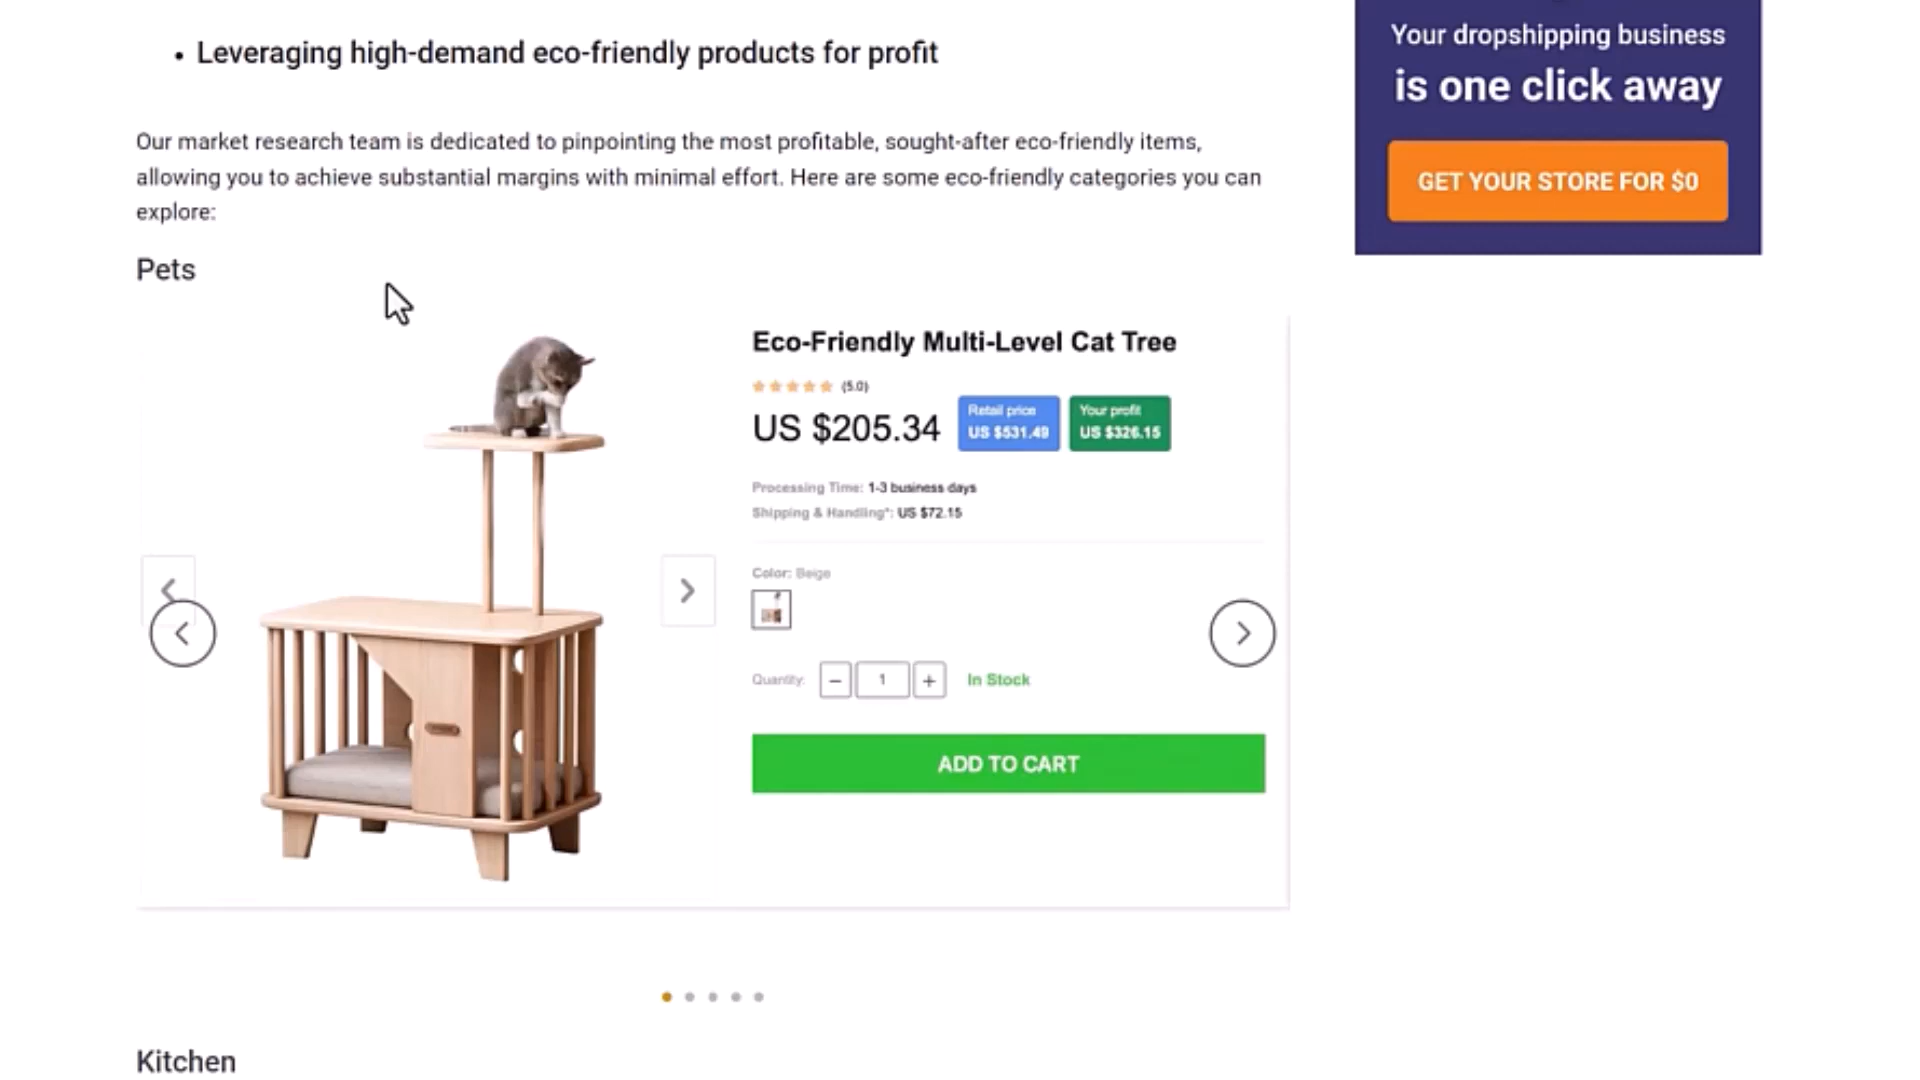 • Leveraging high-demand eco-friendly products for profit
Our market research team is dedicated to pinpointing the most profitable, sought-after eco-friendly items,
allowing you to achieve substantial margins with minimal effort. Here are some eco-friendly categories you can
explore:
Pets
Eco-Friendly Multi-Level Cat Tree
(5.0)
US $205.34
Retail price
US $531.49
Your profit
US $326.15
Processing Time: 1-3 business days
Shipping & Handling*: US $72.15
Color: Beige
Quantity: − 1 + In Stock
ADD TO CART
Kitchen
Your dropshipping business
is one click away
GET YOUR STORE FOR $0